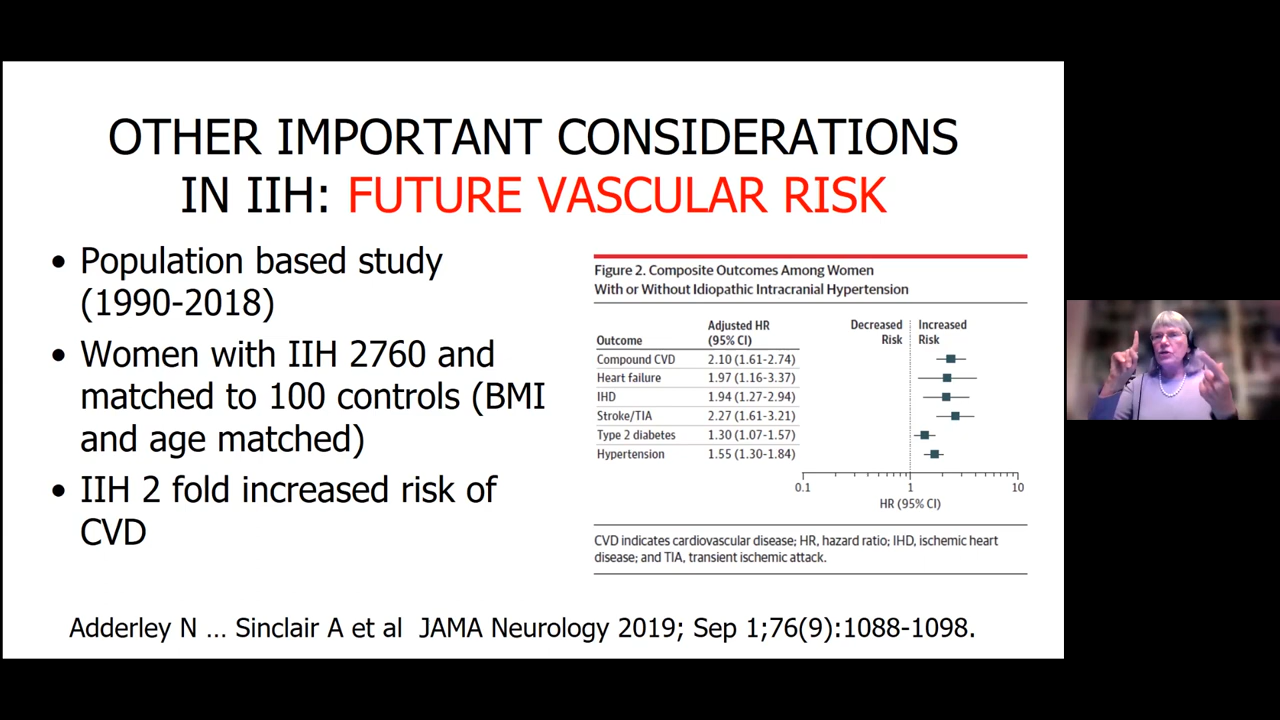 OTHER IMPORTANT CONSIDERATIONS
IN IIH: FUTURE VASCULAR RISK
• Population based study
(1990-2018)
• Women with IIH 2760 and
matched to 100 controls (BMI
and age matched)
• IIH 2 fold increased risk of
CVD
Figure 2. Composite Outcomes Among Women
With or Without Idiopathic Intracranial Hypertension
Outcome
Adjusted HR
(95% CI)
Decreased
Risk
Increased
Risk
Compound CVD 2.10 (1.61-2.74)
Heart failure 1.97 (1.16-3.37)
IHD 1.94 (1.27-2.94)
Stroke/TIA 2.27 (1.61-3.21)
Type 2 diabetes 1.30 (1.07-1.57)
Hypertension 1.55 (1.30-1.84)
0.1 1 10
HR (95% CI)
CVD indicates cardiovascular disease; HR, hazard ratio; IHD, ischemic heart
disease; and TIA, transient ischemic attack.
Adderley N … Sinclair A et al JAMA Neurology 2019; Sep 1;76(9):1088-1098.